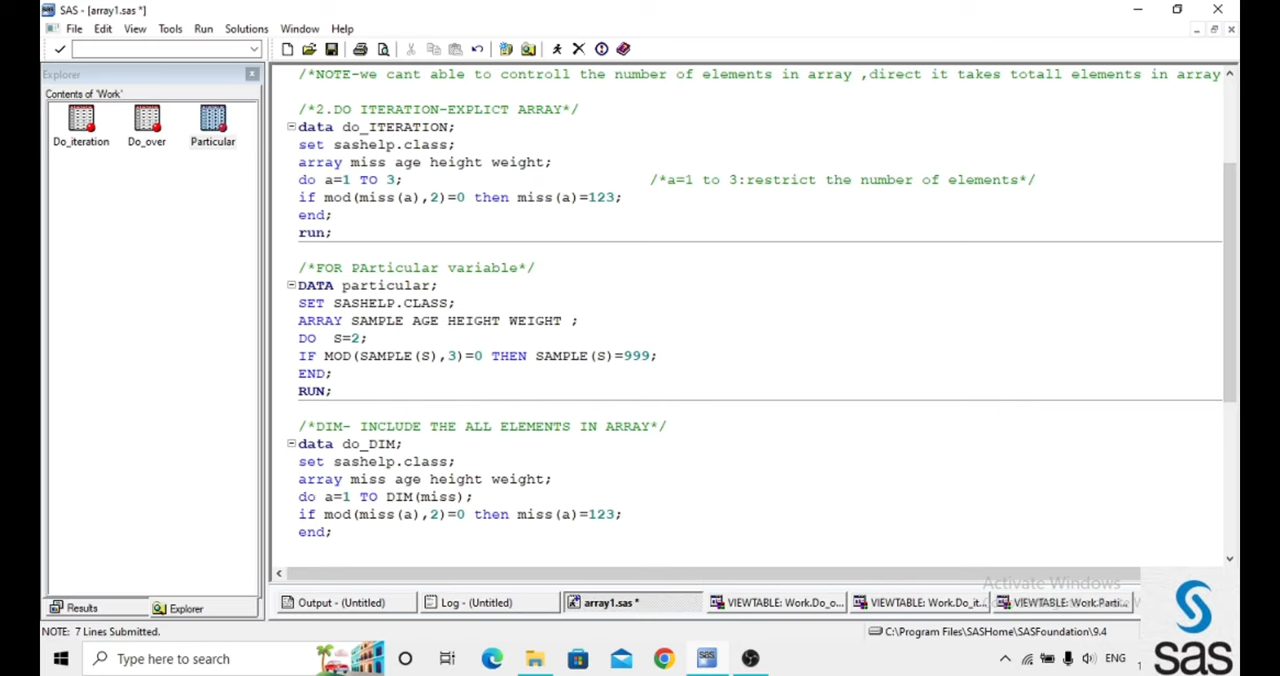 SAS - [array1.sas *]
File Edit View Tools Run Solutions Window Help
Explorer
Contents of 'Work'
Do_iteration Do_over Particular
/*NOTE-we cant able to controll the number of elements in array ,direct it takes totall elements in array
/*2.DO ITERATION-EXPLICT ARRAY*/
data do_ITERATION;
set sashelp.class;
array miss age height weight;
do a=1 TO 3; /*a=1 to 3:restrict the number of elements*/
if mod(miss(a),2)=0 then miss(a)=123;
end;
run;
/*FOR PArticular variable*/
DATA particular;
SET SASHELP.CLASS;
ARRAY SAMPLE AGE HEIGHT WEIGHT ;
DO S=2;
IF MOD(SAMPLE(S),3)=0 THEN SAMPLE(S)=999;
END;
RUN;
/*DIM- INCLUDE THE ALL ELEMENTS IN ARRAY*/
data do_DIM;
set sashelp.class;
array miss age height weight;
do a=1 TO DIM(miss);
if mod(miss(a),2)=0 then miss(a)=123;
end;
Activate Windows
Results Explorer
Output - (Untitled) Log - (Untitled) array1.sas * VIEWTABLE: Work.Do_o... VIEWTABLE: Work.Do_it... VIEWTABLE: Work.Parti...
NOTE: 7 Lines Submitted.
C:\Program Files\SASHome\SASFoundation\9.4
Type here to search
SAS
ENG
sas